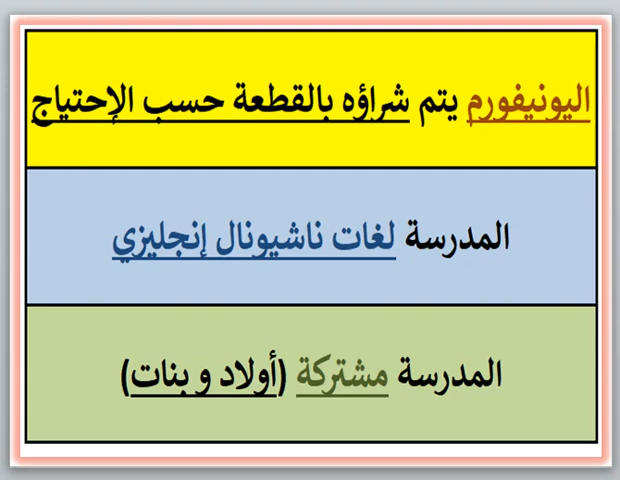 اليونيفورم يتم شراؤه بالقطعة حسب الإحتياج
المدرسة لغات ناشيونال إنجليزي
المدرسة مشتركة (أولاد و بنات)